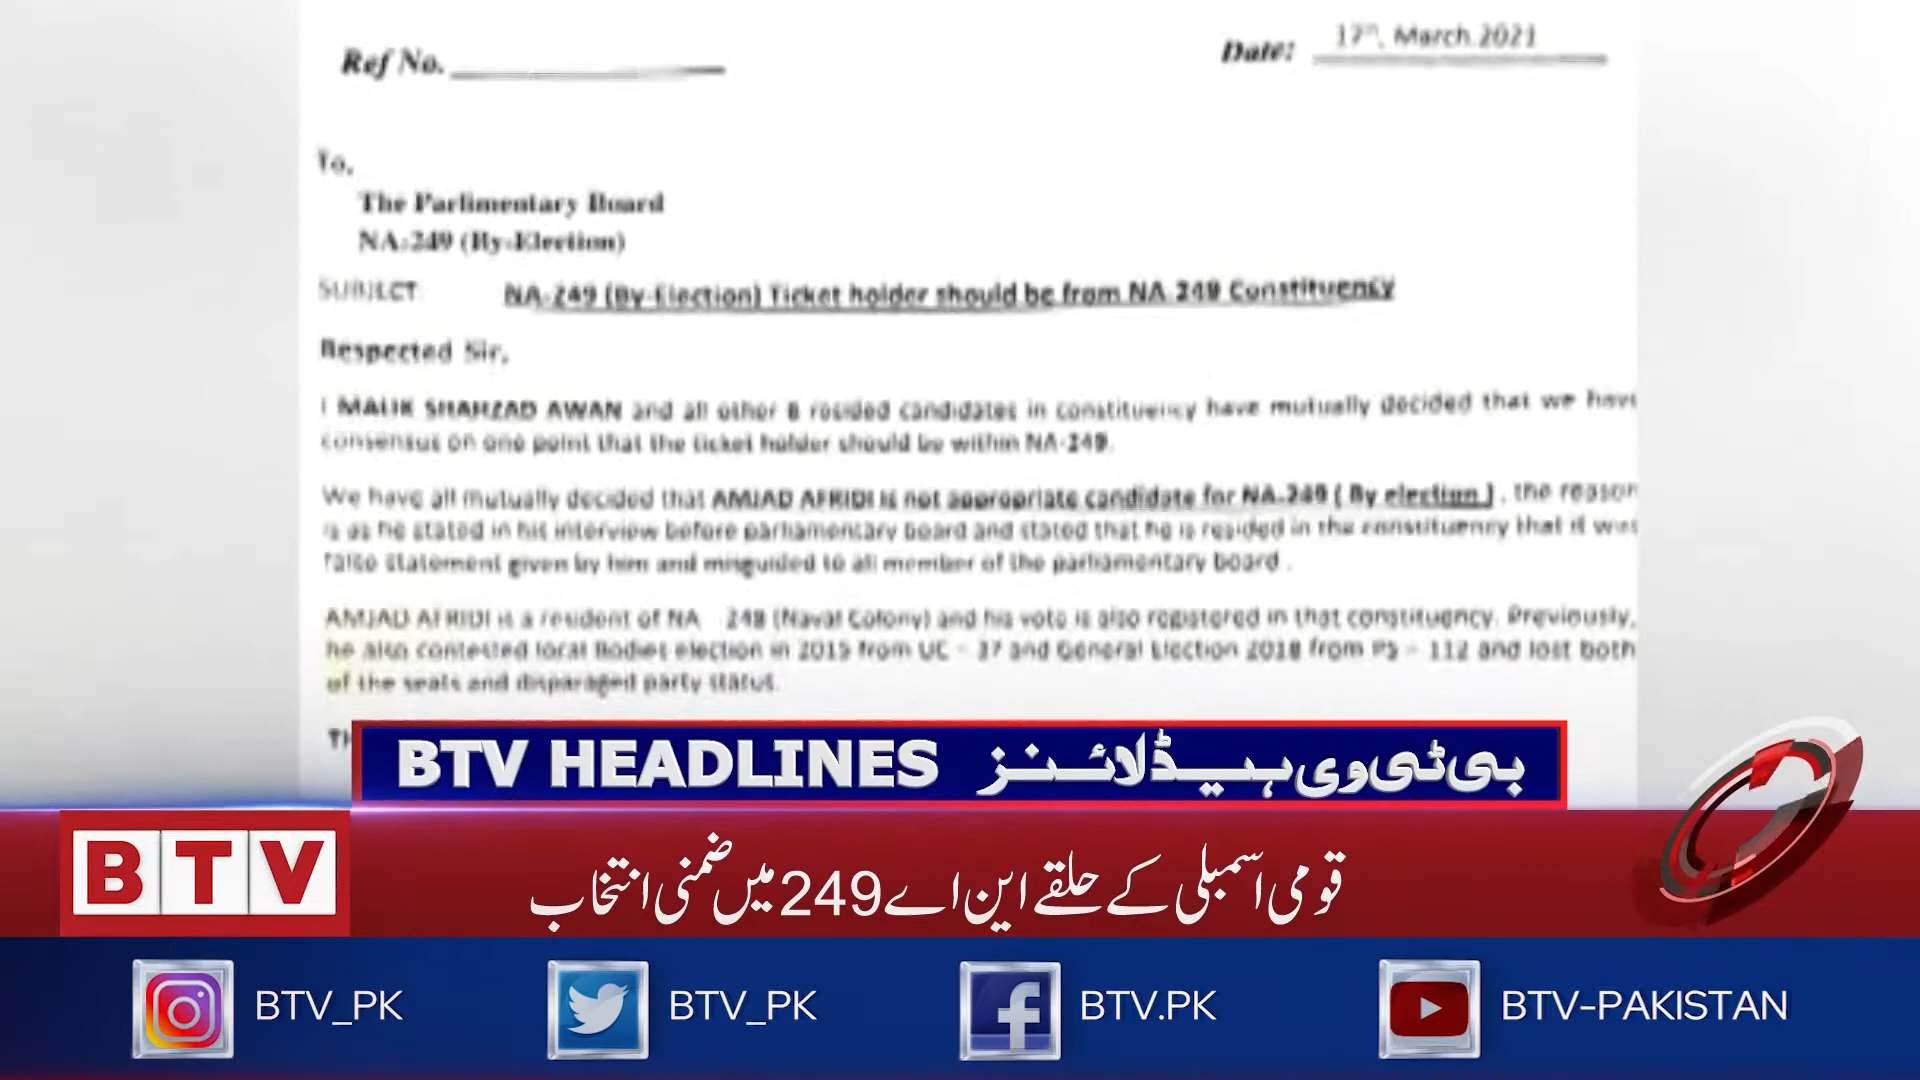 Ref No.
Date: 17th, March 2021
To,
The Parlimentary Board
NA-249 (By-Election)
SUBJECT: NA-249 (By-Election) Ticket holder should be from NA-249 Constituency
Respected Sir,
I MALIK SHAHZAD AWAN and all other 8 resided candidates in constituency have mutually decided that we have
consensus on one point that the ticket holder should be within NA-249.
We have all mutually decided that AMJAD AFRIDI is not appropriate candidate for NA-249 ( By election ) , the reason
is as he stated in his interview before parliamentary board and stated that he is resided in the constituency that it was
false statement given by him and misguided to all member of the parliamentary board .
AMJAD AFRIDI is a resident of NA 248 (Naval Colony) and his vote is also registered in that constituency. Previously,
he also contested local Bodies election in 2015 from UC - 37 and General Election 2018 from PS - 112 and lost both
of the seats and disparaged party status.
BTV HEADLINES بی ٹی وی ہیڈلائنز
BTV
قومی اسمبلی کے حلقے این اے 249 میں ضمنی انتخاب
BTV_PK
BTV_PK
BTV.PK
BTV-PAKISTAN